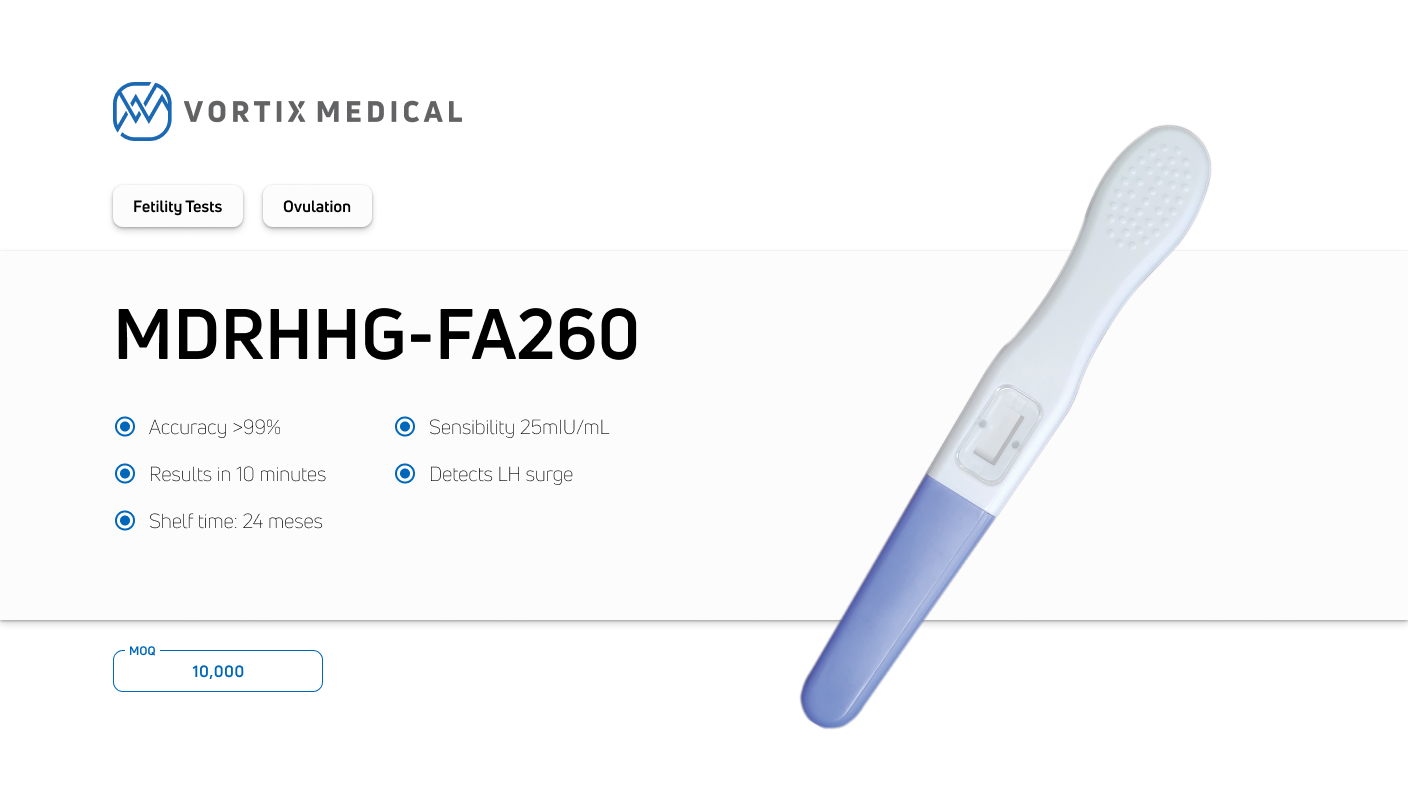 VORTIX MEDICAL
Fetility Tests
Ovulation
MDRHHG-FA260
Accuracy >99%
Sensibility 25mIU/mL
Results in 10 minutes
Detects LH surge
Shelf time: 24 meses
MOQ
10,000